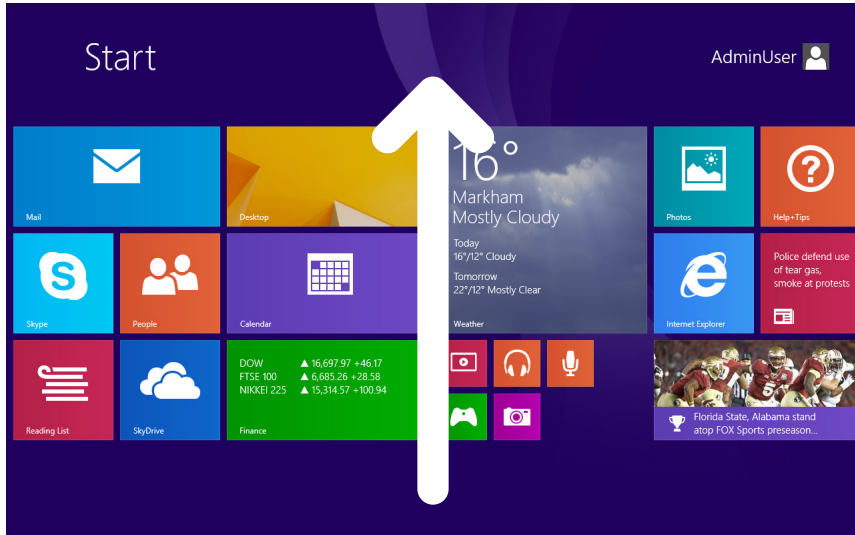 Start
AdminUser
Mail
Desktop
16°
Markham
Mostly Cloudy
Today
16°/12° Cloudy
Tomorrow
22°/12° Mostly Clear
Weather
Photos
Help+Tips
Skype
People
Calendar
Internet Explorer
Police defend use
of tear gas,
smoke at protests
Reading List
SkyDrive
DOW ▲ 16,697.97 +46.17
FTSE 100 ▲ 6,685.26 +28.58
NIKKEI 225 ▲ 15,314.57 +100.94
Finance
Florida State, Alabama stand
atop FOX Sports preseason...